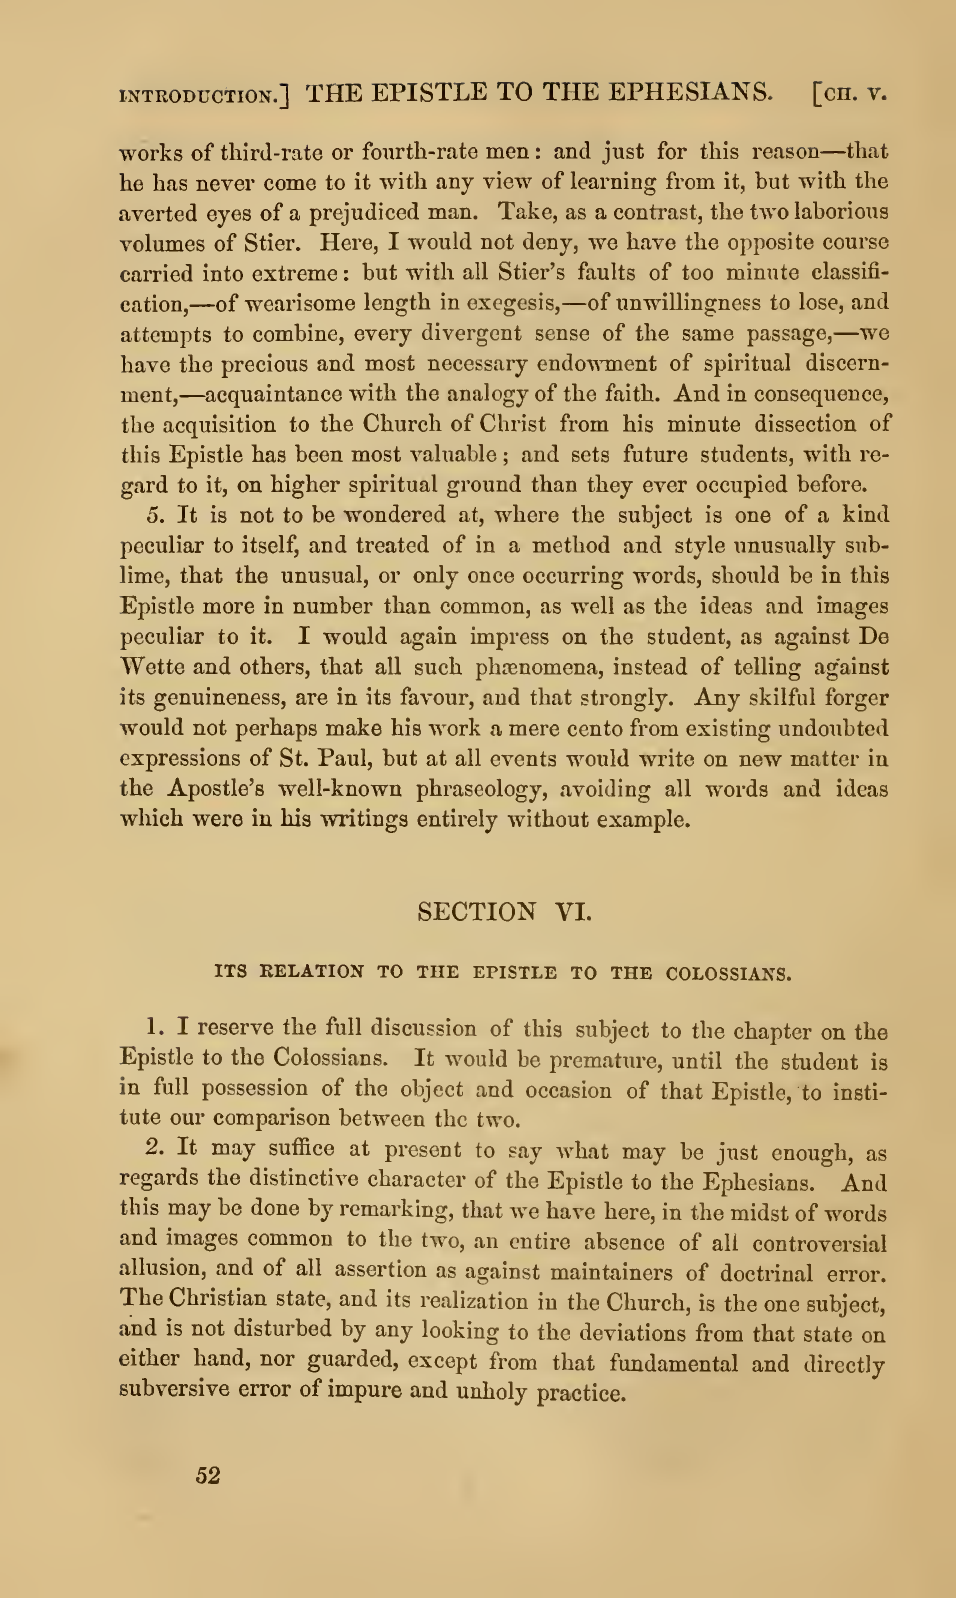 INTRODUCTION.] THE EPISTLE TO THE EPHESIANS. [CH. V.
works of third-rate or fourth-rate men: and just for this reason—that
he has never come to it with any view of learning from it, but with the
averted eyes of a prejudiced man. Take, as a contrast, the two laborious
volumes of Stier. Here, I would not deny, we have the opposite course
carried into extreme: but with all Stier's faults of too minute classifi-
cation,—of wearisome length in exegesis,—of unwillingness to lose, and
attempts to combine, every divergent sense of the same passage,—we
have the precious and most necessary endowment of spiritual discern-
ment,—acquaintance with the analogy of the faith. And in consequence,
the acquisition to the Church of Christ from his minute dissection of
this Epistle has been most valuable; and sets future students, with re-
gard to it, on higher spiritual ground than they ever occupied before.
5. It is not to be wondered at, where the subject is one of a kind
peculiar to itself, and treated of in a method and style unusually sub-
lime, that the unusual, or only once occurring words, should be in this
Epistle more in number than common, as well as the ideas and images
peculiar to it. I would again impress on the student, as against De
Wette and others, that all such phænomena, instead of telling against
its genuineness, are in its favour, and that strongly. Any skilful forger
would not perhaps make his work a mere cento from existing undoubted
expressions of St. Paul, but at all events would write on new matter in
the Apostle's well-known phraseology, avoiding all words and ideas
which were in his writings entirely without example.
SECTION VI.
ITS RELATION TO THE EPISTLE TO THE COLOSSIANS.
1. I reserve the full discussion of this subject to the chapter on the
Epistle to the Colossians. It would be premature, until the student is
in full possession of the object and occasion of that Epistle, to insti-
tute our comparison between the two.
2. It may suffice at present to say what may be just enough, as
regards the distinctive character of the Epistle to the Ephesians. And
this may be done by remarking, that we have here, in the midst of words
and images common to the two, an entire absence of all controversial
allusion, and of all assertion as against maintainers of doctrinal error.
The Christian state, and its realization in the Church, is the one subject,
and is not disturbed by any looking to the deviations from that state on
either hand, nor guarded, except from that fundamental and directly
subversive error of impure and unholy practice.
52